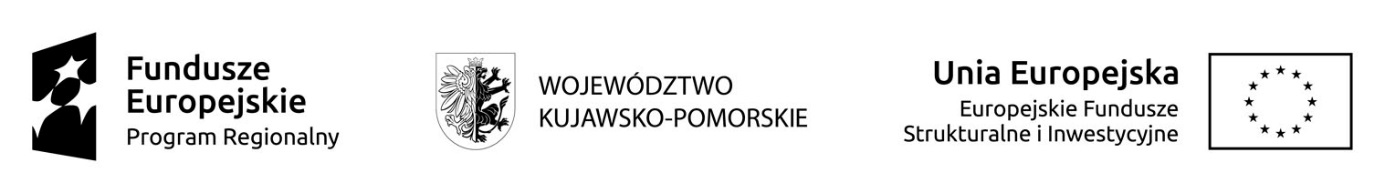 Fundusze
Europejskie
Program Regionalny
WOJEWÓDZTWO
KUJAWSKO-POMORSKIE
Unia Europejska
Europejskie Fundusze
Strukturalne i Inwestycyjne